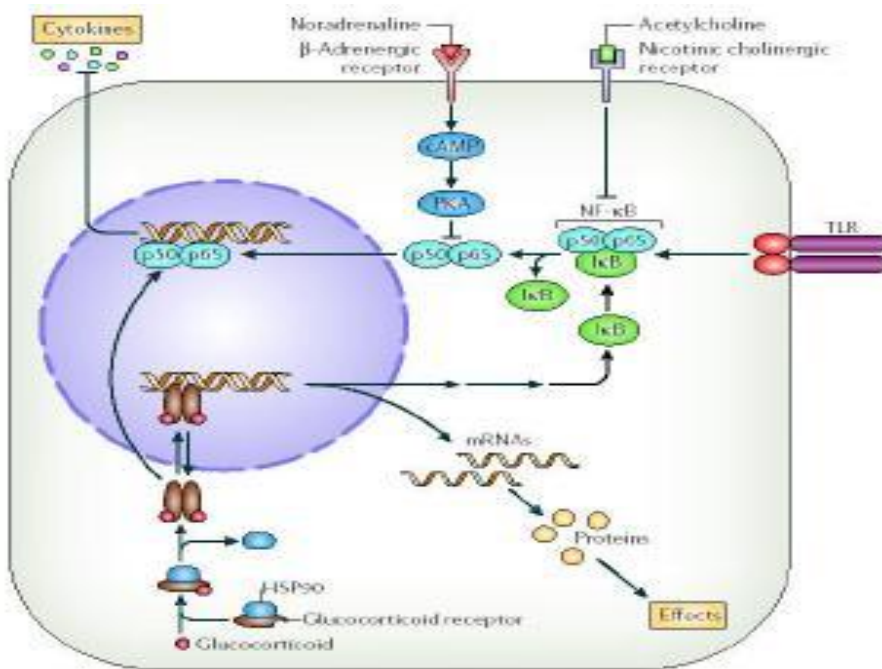 Cytokines
Noradrenaline
β-Adrenergic
receptor
Acetylcholine
Nicotinic cholinergic
receptor
cAMP
PKA
NF-κB
TLR
p50 p65
p50 p65
p50 p65
IκB
IκB
IκB
mRNAs
Proteins
HSP90
Glucocorticoid receptor
Glucocorticoid
Effects